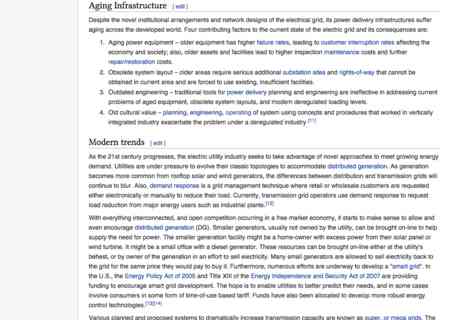 Aging Infrastructure [ edit ]
Despite the novel institutional arrangements and network designs of the electrical grid, its power delivery infrastructures suffer
aging across the developed world. Four contributing factors to the current state of the electric grid and its consequences are:
1. Aging power equipment – older equipment has higher failure rates, leading to customer interruption rates affecting the
economy and society; also, older assets and facilities lead to higher inspection maintenance costs and further
repair/restoration costs.
2. Obsolete system layout – older areas require serious additional substation sites and rights-of-way that cannot be
obtained in current area and are forced to use existing, insufficient facilities.
3. Outdated engineering – traditional tools for power delivery planning and engineering are ineffective in addressing current
problems of aged equipment, obsolete system layouts, and modern deregulated loading levels.
4. Old cultural value – planning, engineering, operating of system using concepts and procedures that worked in vertically
integrated industry exacerbate the problem under a deregulated industry [11]
Modern trends [ edit ]
As the 21st century progresses, the electric utility industry seeks to take advantage of novel approaches to meet growing energy
demand. Utilities are under pressure to evolve their classic topologies to accommodate distributed generation. As generation
becomes more common from rooftop solar and wind generators, the differences between distribution and transmission grids will
continue to blur. Also, demand response is a grid management technique where retail or wholesale customers are requested
either electronically or manually to reduce their load. Currently, transmission grid operators use demand response to request
load reduction from major energy users such as industrial plants.[12]
With everything interconnected, and open competition occurring in a free market economy, it starts to make sense to allow and
even encourage distributed generation (DG). Smaller generators, usually not owned by the utility, can be brought on-line to help
supply the need for power. The smaller generation facility might be a home-owner with excess power from their solar panel or
wind turbine. It might be a small office with a diesel generator. These resources can be brought on-line either at the utility's
behest, or by owner of the generation in an effort to sell electricity. Many small generators are allowed to sell electricity back to
the grid for the same price they would pay to buy it. Furthermore, numerous efforts are underway to develop a "smart grid". In
the U.S., the Energy Policy Act of 2005 and Title XIII of the Energy Independence and Security Act of 2007 are providing
funding to encourage smart grid development. The hope is to enable utilities to better predict their needs, and in some cases
involve consumers in some form of time-of-use based tariff. Funds have also been allocated to develop more robust energy
control technologies.[13][14]
Various planned and proposed systems to dramatically increase transmission capacity are known as super, or mega grids. The